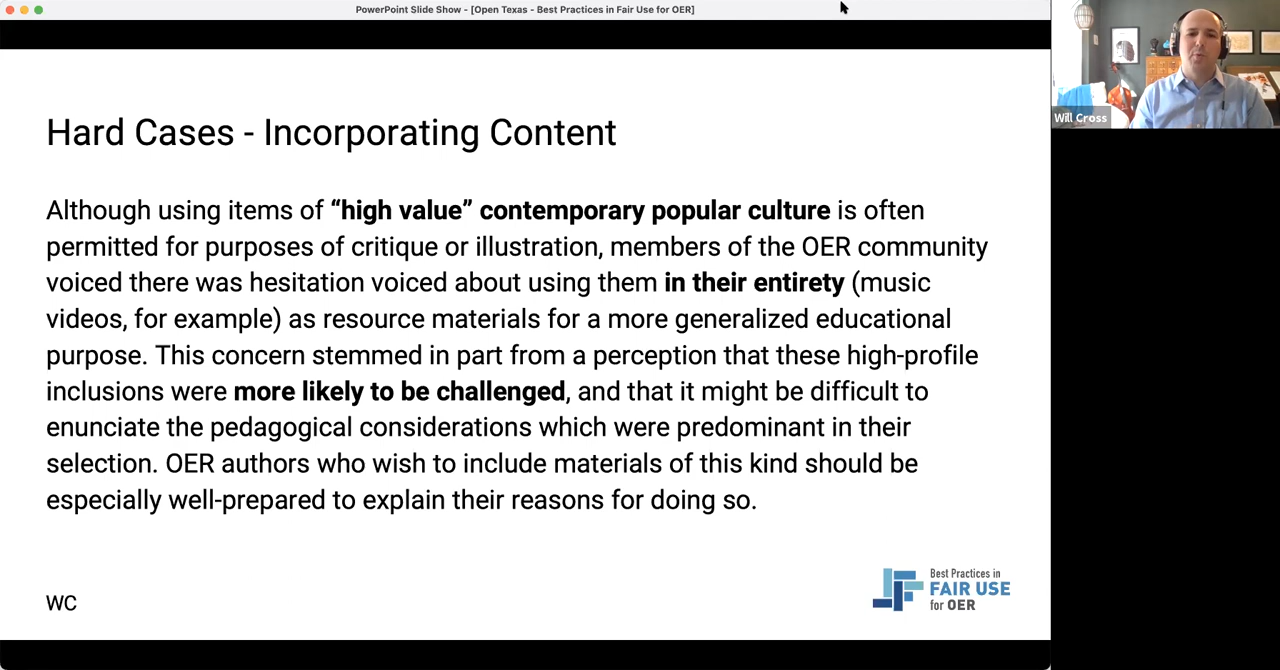 PowerPoint Slide Show - [Open Texas - Best Practices in Fair Use for OER]
Will Cross
Hard Cases - Incorporating Content
Although using items of “high value” contemporary popular culture is often
permitted for purposes of critique or illustration, members of the OER community
voiced there was hesitation voiced about using them in their entirety (music
videos, for example) as resource materials for a more generalized educational
purpose. This concern stemmed in part from a perception that these high-profile
inclusions were more likely to be challenged, and that it might be difficult to
enunciate the pedagogical considerations which were predominant in their
selection. OER authors who wish to include materials of this kind should be
especially well-prepared to explain their reasons for doing so.
WC
Best Practices in
FAIR USE
for OER